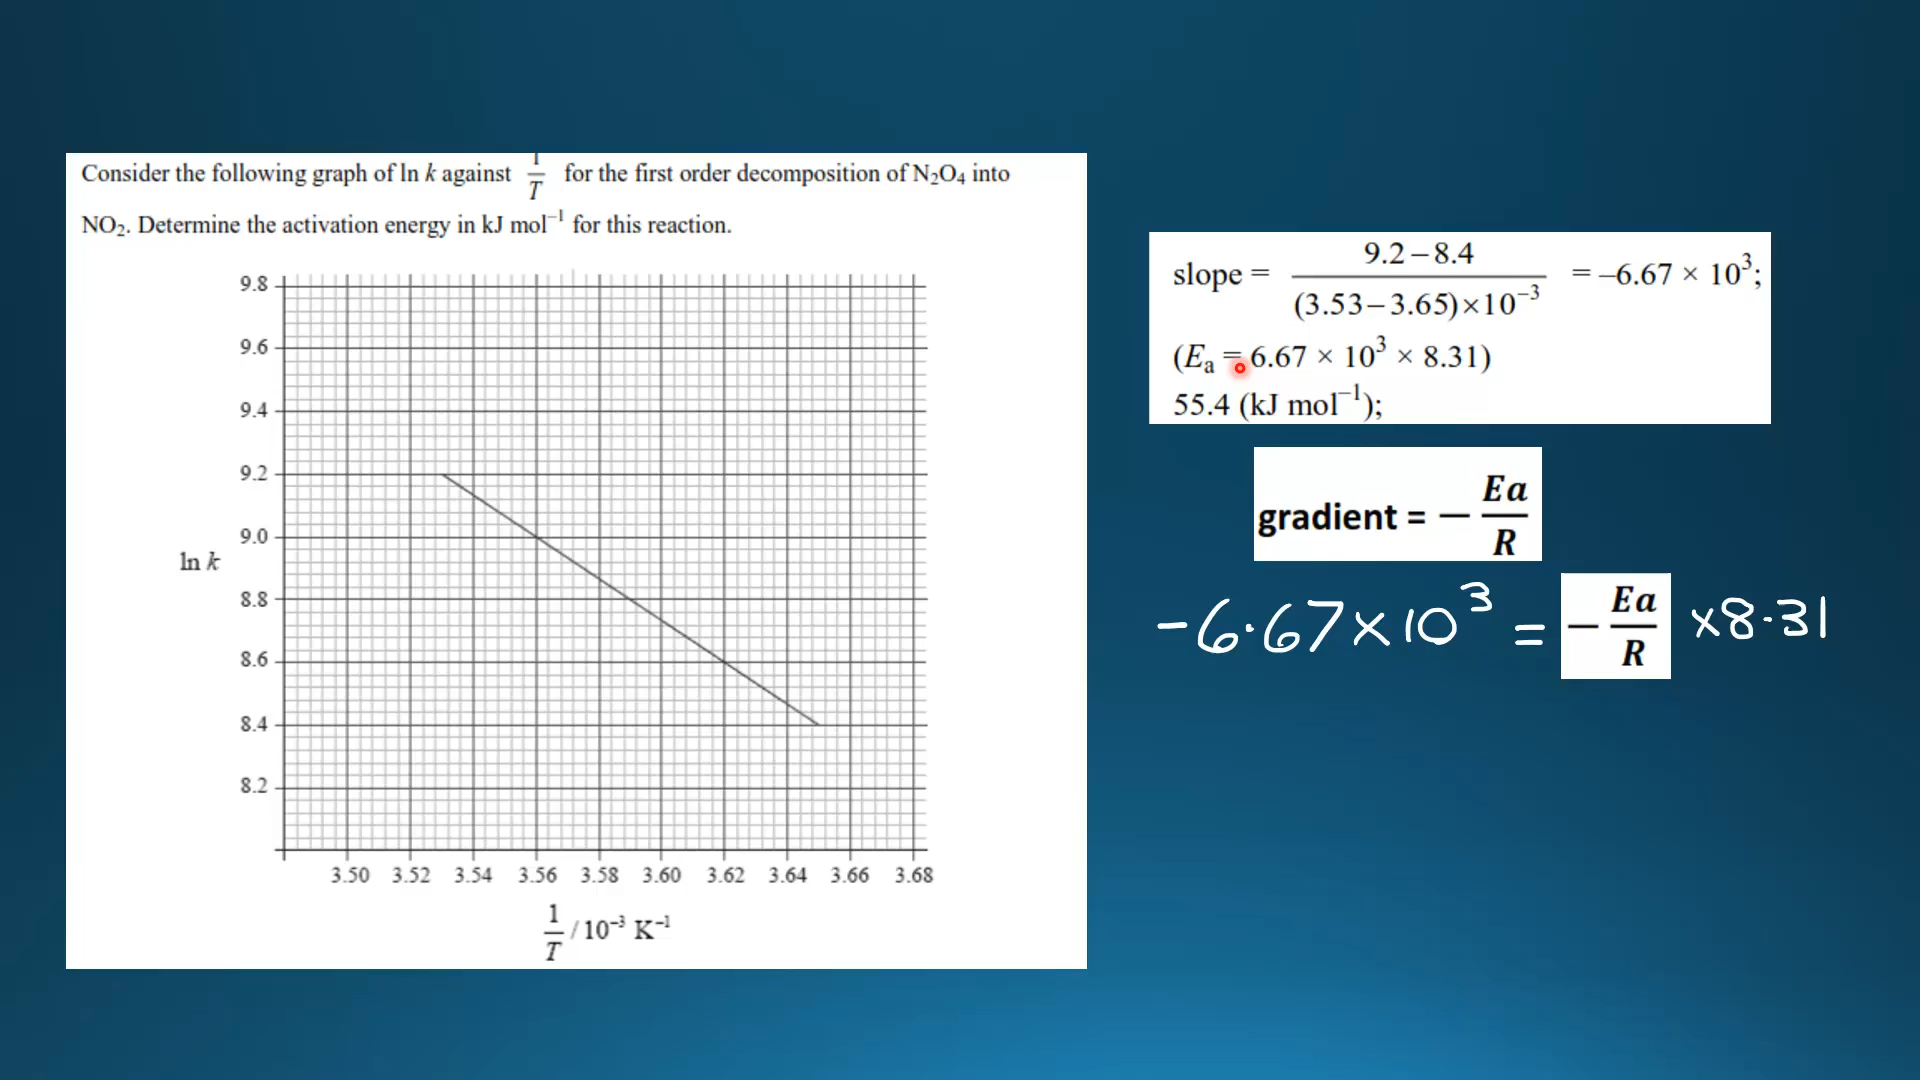 Consider the following graph of ln k against 1/T for the first order decomposition of N₂O₄ into
NO₂. Determine the activation energy in kJ mol⁻¹ for this reaction.
9.8
9.6
9.4
9.2
9.0
ln k
8.8
8.6
8.4
8.2
3.50 3.52 3.54 3.56 3.58 3.60 3.62 3.64 3.66 3.68
1/T / 10⁻³ K⁻¹
slope = 9.2 – 8.4 / (3.53 – 3.65) × 10⁻³ = –6.67 × 10³;
(Eₐ = 6.67 × 10³ × 8.31)
55.4 (kJ mol⁻¹);
gradient = − Ea/R
-6.67 × 10³ = − Ea/R × 8.31